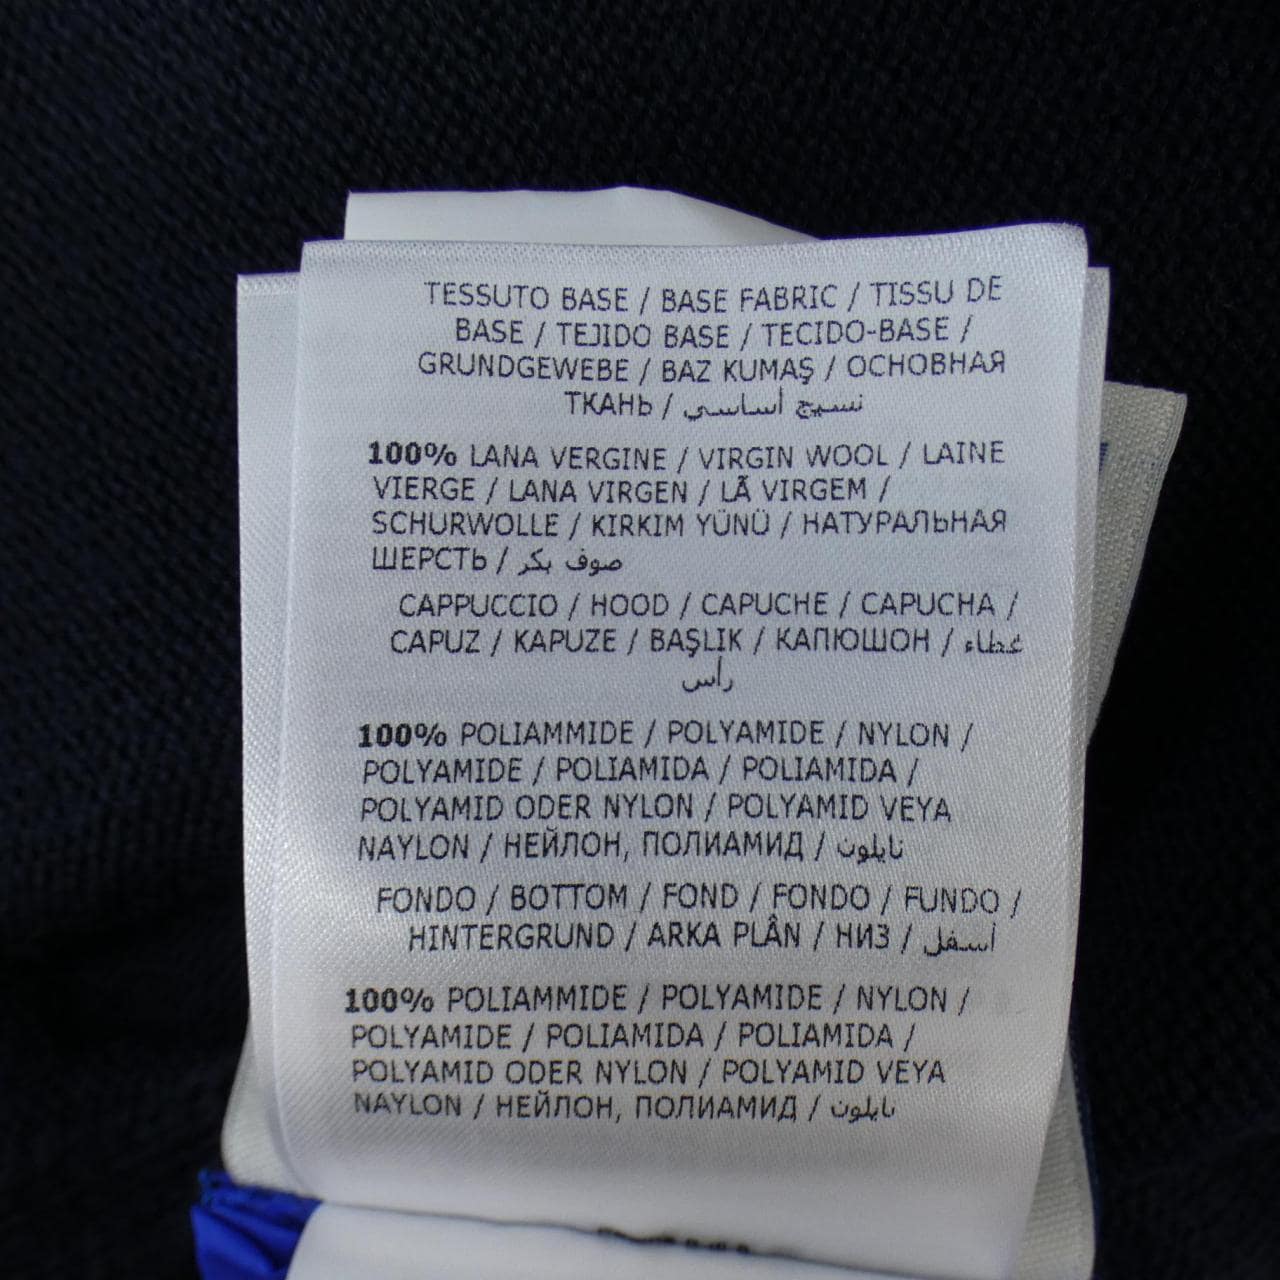 TESSUTO BASE / BASE FABRIC / TISSU DE
BASE / TEJIDO BASE / TECIDO-BASE /
GRUNDGEWEBE / BAZ KUMAŞ / ОСНОВНАЯ
ТКАНЬ / نسيج أساسي
100% LANA VERGINE / VIRGIN WOOL / LAINE
VIERGE / LANA VIRGEN / LÃ VIRGEM /
SCHURWOLLE / KIRKIM YÜNÜ / НАТУРАЛЬНАЯ
ШЕРСТЬ / صوف بكر
CAPPUCCIO / HOOD / CAPUCHE / CAPUCHA /
CAPUZ / KAPUZE / BAŞLIK / КАПЮШОН / غطاء
رأس
100% POLIAMMIDE / POLYAMIDE / NYLON /
POLYAMIDE / POLIAMIDA / POLIAMIDA /
POLYAMID ODER NYLON / POLYAMID VEYA
NAYLON / НЕЙЛОН, ПОЛИАМИД / نايلون
FONDO / BOTTOM / FOND / FONDO / FUNDO /
HINTERGRUND / ARKA PLÂN / НИЗ / أسفل
100% POLIAMMIDE / POLYAMIDE / NYLON /
POLYAMIDE / POLIAMIDA / POLIAMIDA /
POLYAMID ODER NYLON / POLYAMID VEYA
NAYLON / НЕЙЛОН, ПОЛИАМИД / نايلون